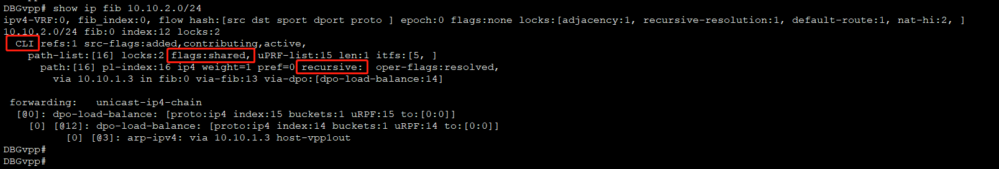 DBGvpp# show ip fib 10.10.2.0/24
ipv4-VRF:0, fib_index:0, flow hash:[src dst sport dport proto ] epoch:0 flags:none locks:[adjacency:1, recursive-resolution:1, default-route:1, nat-hi:2, ]
10.10.2.0/24 fib:0 index:12 locks:2
CLI refs:1 src-flags:added,contributing,active,
path-list:[16] locks:2 flags:shared, uPRF-list:15 len:1 itfs:[5, ]
path:[16] pl-index:16 ip4 weight=1 pref=0 recursive: oper-flags:resolved,
via 10.10.1.3 in fib:0 via-fib:13 via-dpo:[dpo-load-balance:14]
forwarding: unicast-ip4-chain
[@0]: dpo-load-balance: [proto:ip4 index:15 buckets:1 uRPF:15 to:[0:0]]
[0] [@12]: dpo-load-balance: [proto:ip4 index:14 buckets:1 uRPF:14 to:[0:0]]
[0] [@3]: arp-ipv4: via 10.10.1.3 host-vpp1out
DBGvpp#
DBGvpp#